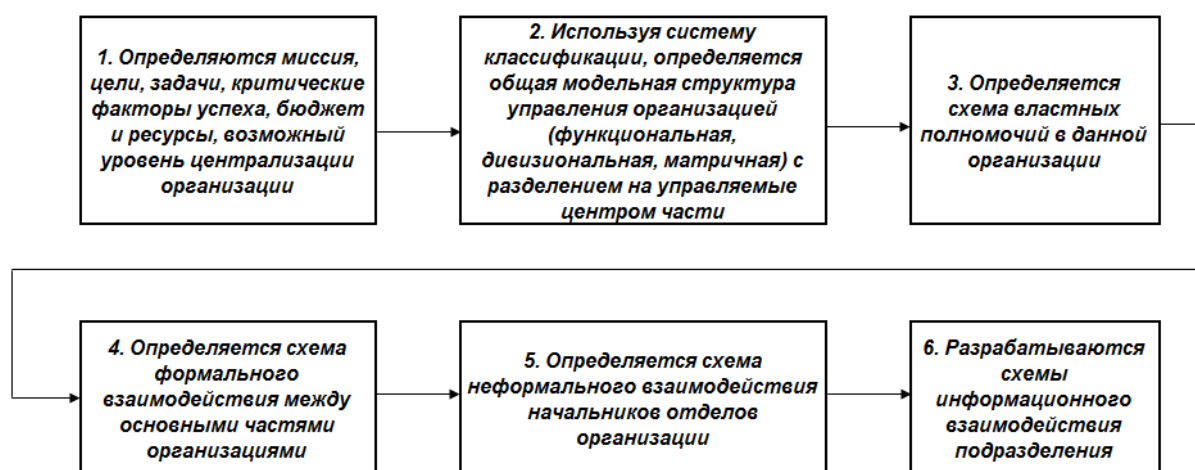 1. Определяются миссия,
цели, задачи, критические
факторы успеха, бюджет
и ресурсы, возможный
уровень централизации
организации
2. Используя систему
классификации, определяется
общая модельная структура
управления организацией
(функциональная,
дивизиональная, матричная) с
разделением на управляемые
центром части
3. Определяется
схема властных
полномочий в данной
организации
4. Определяется схема
формального
взаимодействия между
основными частями
организациями
5. Определяется схема
неформального взаимодействия
начальников отделов
организации
6. Разрабатываются
схемы
информационного
взаимодействия
подразделения